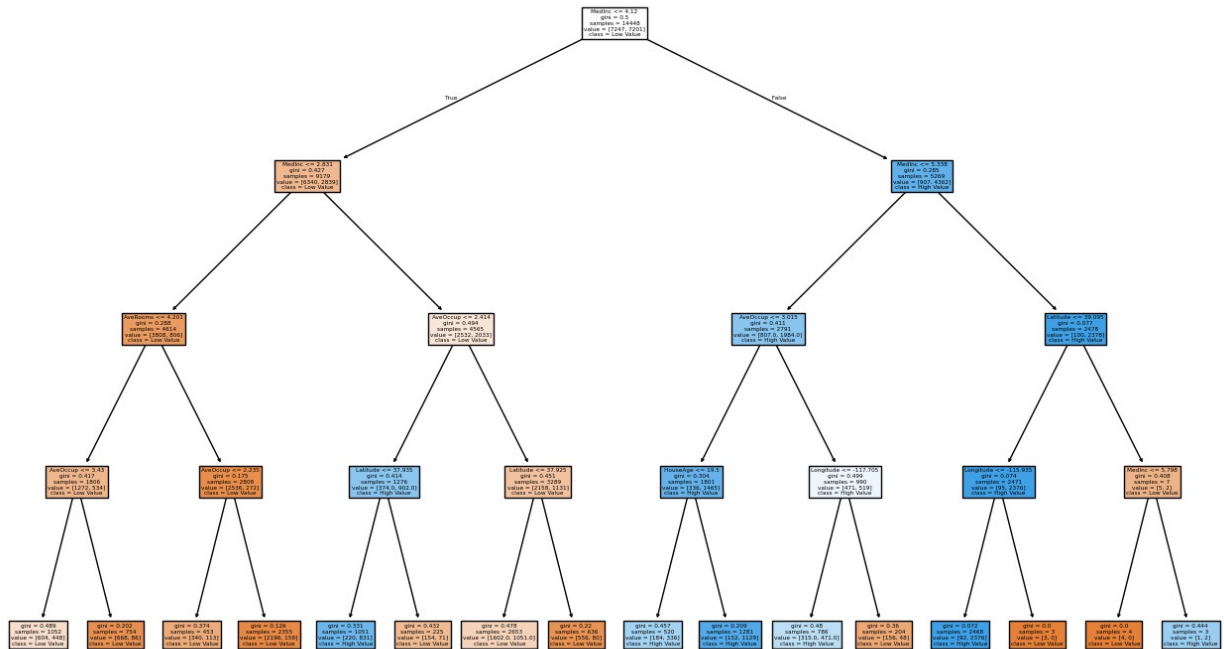 MedInc <= 4.12
gini = 0.5
samples = 14448
value = [7247, 7201]
class = Low Value
True
False
MedInc <= 2.831
gini = 0.427
samples = 9179
value = [6340, 2839]
class = Low Value
MedInc <= 5.338
gini = 0.285
samples = 5269
value = [907, 4362]
class = High Value
AveRooms <= 4.201
gini = 0.288
samples = 4614
value = [3808, 806]
class = Low Value
AveOccup <= 2.414
gini = 0.494
samples = 4565
value = [2532, 2033]
class = Low Value
AveOccup <= 3.015
gini = 0.411
samples = 2791
value = [807.0, 1984.0]
class = High Value
Latitude <= 39.095
gini = 0.077
samples = 2478
value = [100, 2378]
class = High Value
AveOccup <= 3.43
gini = 0.417
samples = 1806
value = [1272, 534]
class = Low Value
AveOccup <= 2.235
gini = 0.175
samples = 2808
value = [2536, 272]
class = Low Value
Latitude <= 37.935
gini = 0.414
samples = 1276
value = [374.0, 902.0]
class = High Value
Latitude <= 37.925
gini = 0.451
samples = 3289
value = [2158, 1131]
class = Low Value
HouseAge <= 19.5
gini = 0.304
samples = 1801
value = [336, 1465]
class = High Value
Longitude <= -117.705
gini = 0.499
samples = 990
value = [471, 519]
class = High Value
Longitude <= -115.935
gini = 0.074
samples = 2471
value = [95, 2376]
class = High Value
MedInc <= 5.798
gini = 0.408
samples = 7
value = [5, 2]
class = Low Value
gini = 0.489
samples = 1052
value = [604, 448]
class = Low Value
gini = 0.202
samples = 754
value = [668, 86]
class = Low Value
gini = 0.374
samples = 453
value = [340, 113]
class = Low Value
gini = 0.126
samples = 2355
value = [2196, 159]
class = Low Value
gini = 0.331
samples = 1051
value = [220, 831]
class = High Value
gini = 0.432
samples = 225
value = [154, 71]
class = Low Value
gini = 0.478
samples = 2653
value = [1602.0, 1051.0]
class = Low Value
gini = 0.22
samples = 636
value = [556, 80]
class = Low Value
gini = 0.457
samples = 520
value = [184, 336]
class = High Value
gini = 0.209
samples = 1281
value = [152, 1129]
class = High Value
gini = 0.48
samples = 786
value = [315.0, 471.0]
class = High Value
gini = 0.36
samples = 204
value = [156, 48]
class = Low Value
gini = 0.072
samples = 2468
value = [92, 2376]
class = High Value
gini = 0.0
samples = 3
value = [3, 0]
class = Low Value
gini = 0.0
samples = 4
value = [4, 0]
class = Low Value
gini = 0.444
samples = 3
value = [1, 2]
class = High Value